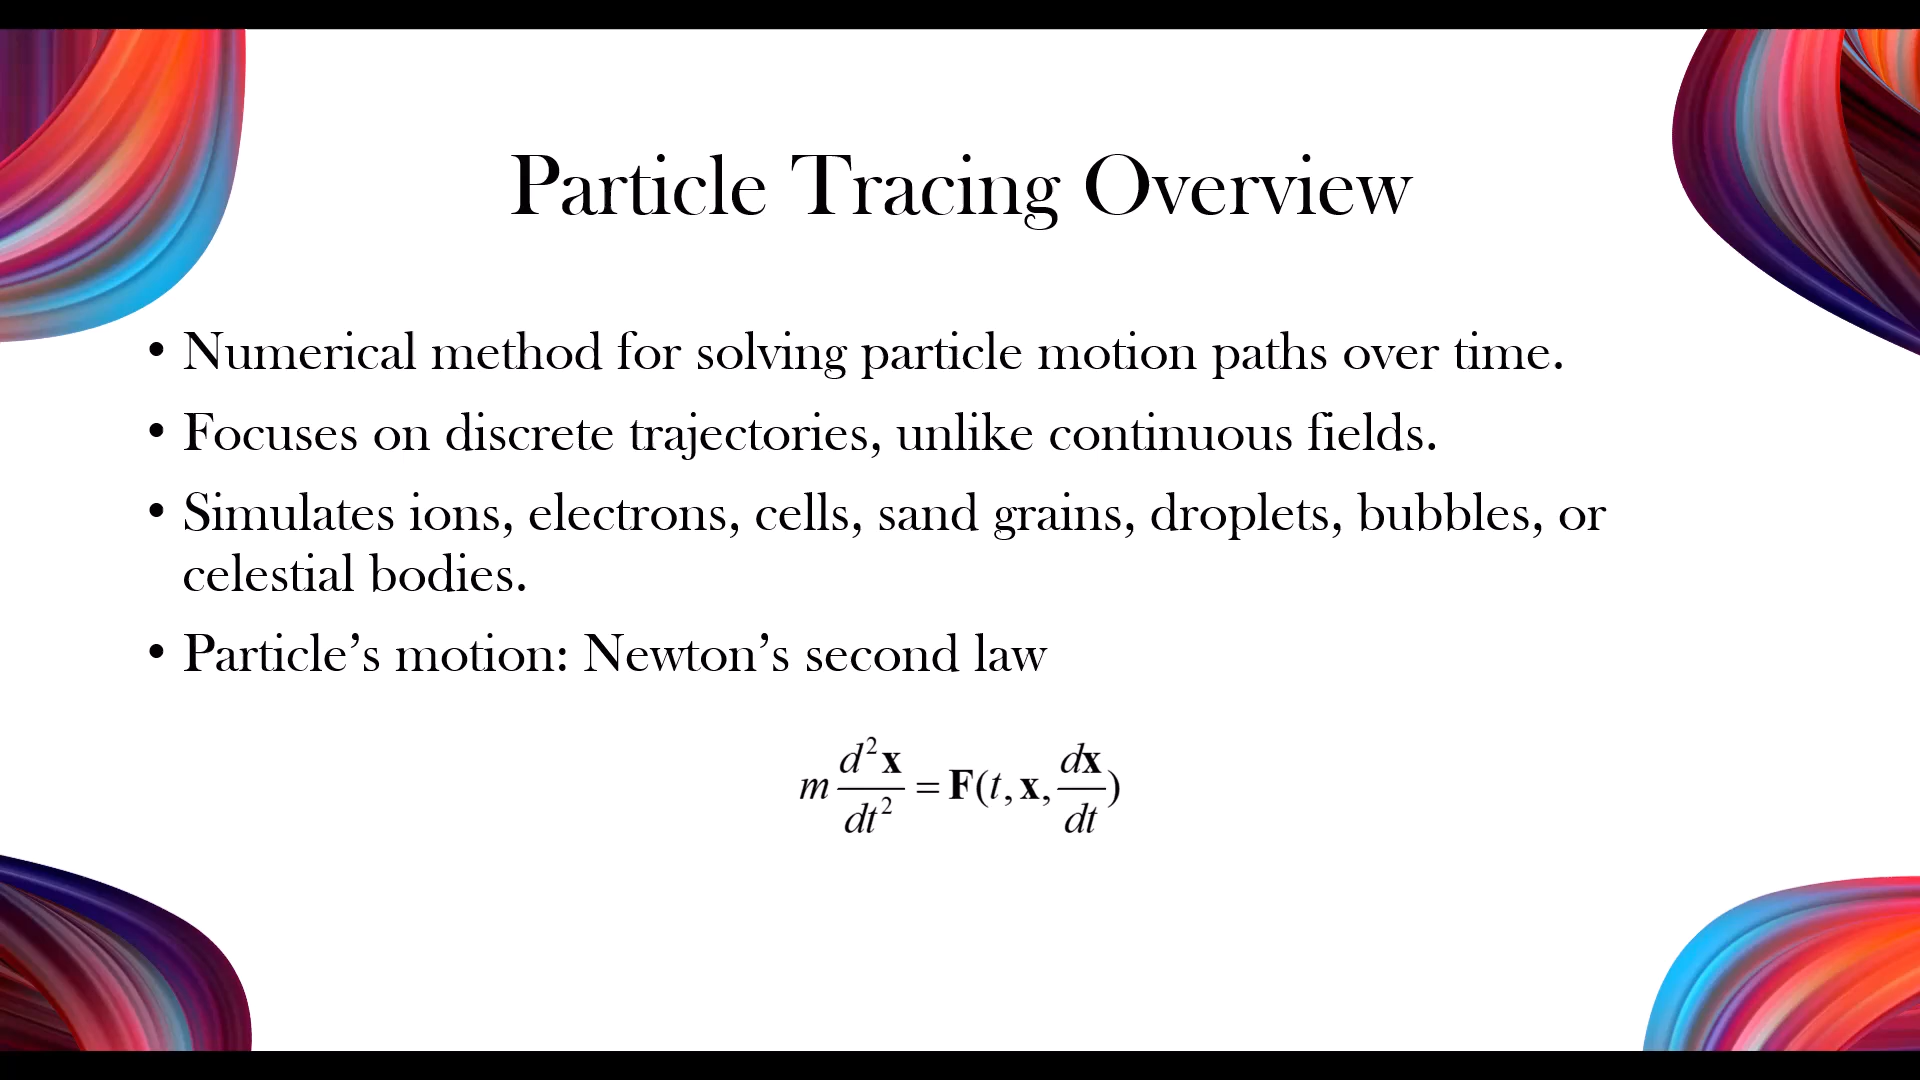 Particle Tracing Overview
• Numerical method for solving particle motion paths over time.
• Focuses on discrete trajectories, unlike continuous fields.
• Simulates ions, electrons, cells, sand grains, droplets, bubbles, or
celestial bodies.
• Particle’s motion: Newton’s second law
m d²x/dt² = F(t, x, dx/dt)